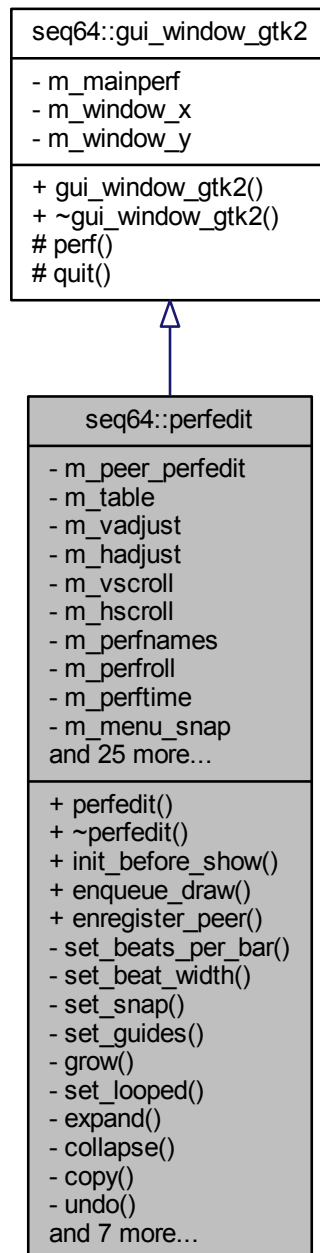 seq64::gui_window_gtk2
- m_mainperf
- m_window_x
- m_window_y
+ gui_window_gtk2()
+ ~gui_window_gtk2()
# perf()
# quit()
seq64::perfedit
- m_peer_perfedit
- m_table
- m_vadjust
- m_hadjust
- m_vscroll
- m_hscroll
- m_perfnames
- m_perfroll
- m_perftime
- m_menu_snap
and 25 more...
+ perfedit()
+ ~perfedit()
+ init_before_show()
+ enqueue_draw()
+ enregister_peer()
- set_beats_per_bar()
- set_beat_width()
- set_snap()
- set_guides()
- grow()
- set_looped()
- expand()
- collapse()
- copy()
- undo()
and 7 more...